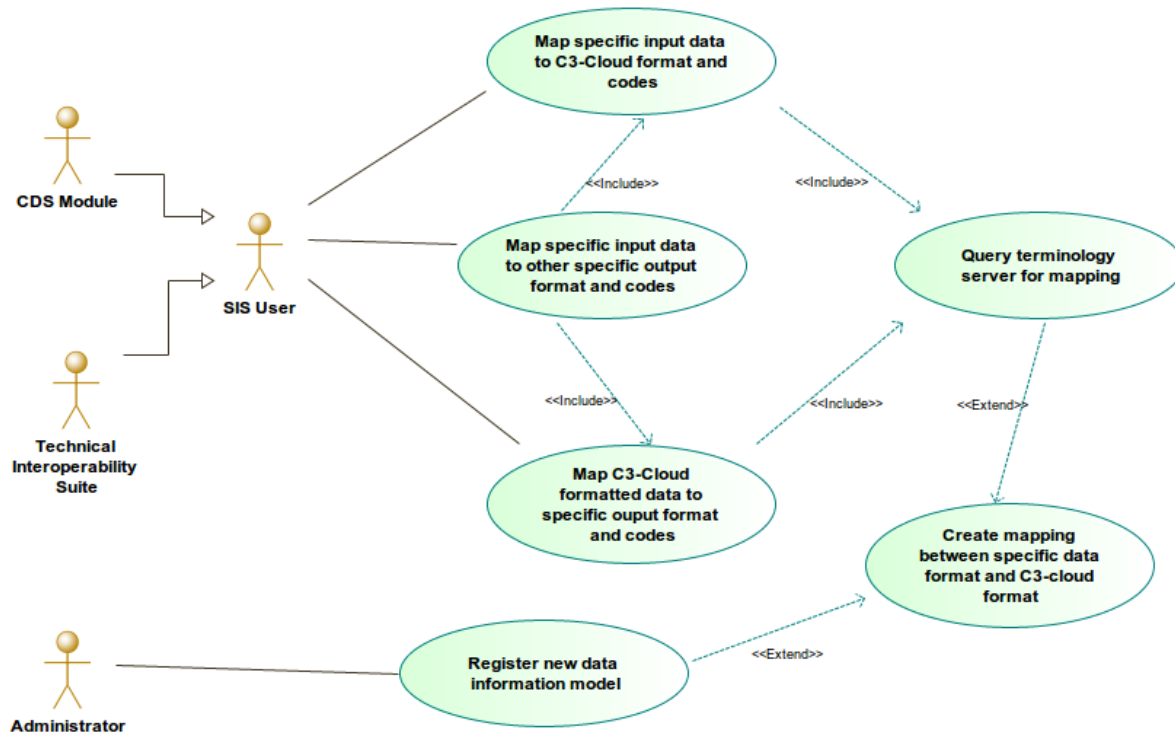 Map specific input data
to C3-Cloud format and
codes
CDS Module
<<Include>>
<<Include>>
SIS User
Map specific input data
to other specific output
format and codes
Query terminology
server for mapping
<<Include>>
<<Include>>
<<Extend>>
Technical
Interoperability
Suite
Map C3-Cloud
formatted data to
specific ouput format
and codes
Create mapping
between specific data
format and C3-cloud
format
Register new data
information model
<<Extend>>
Administrator